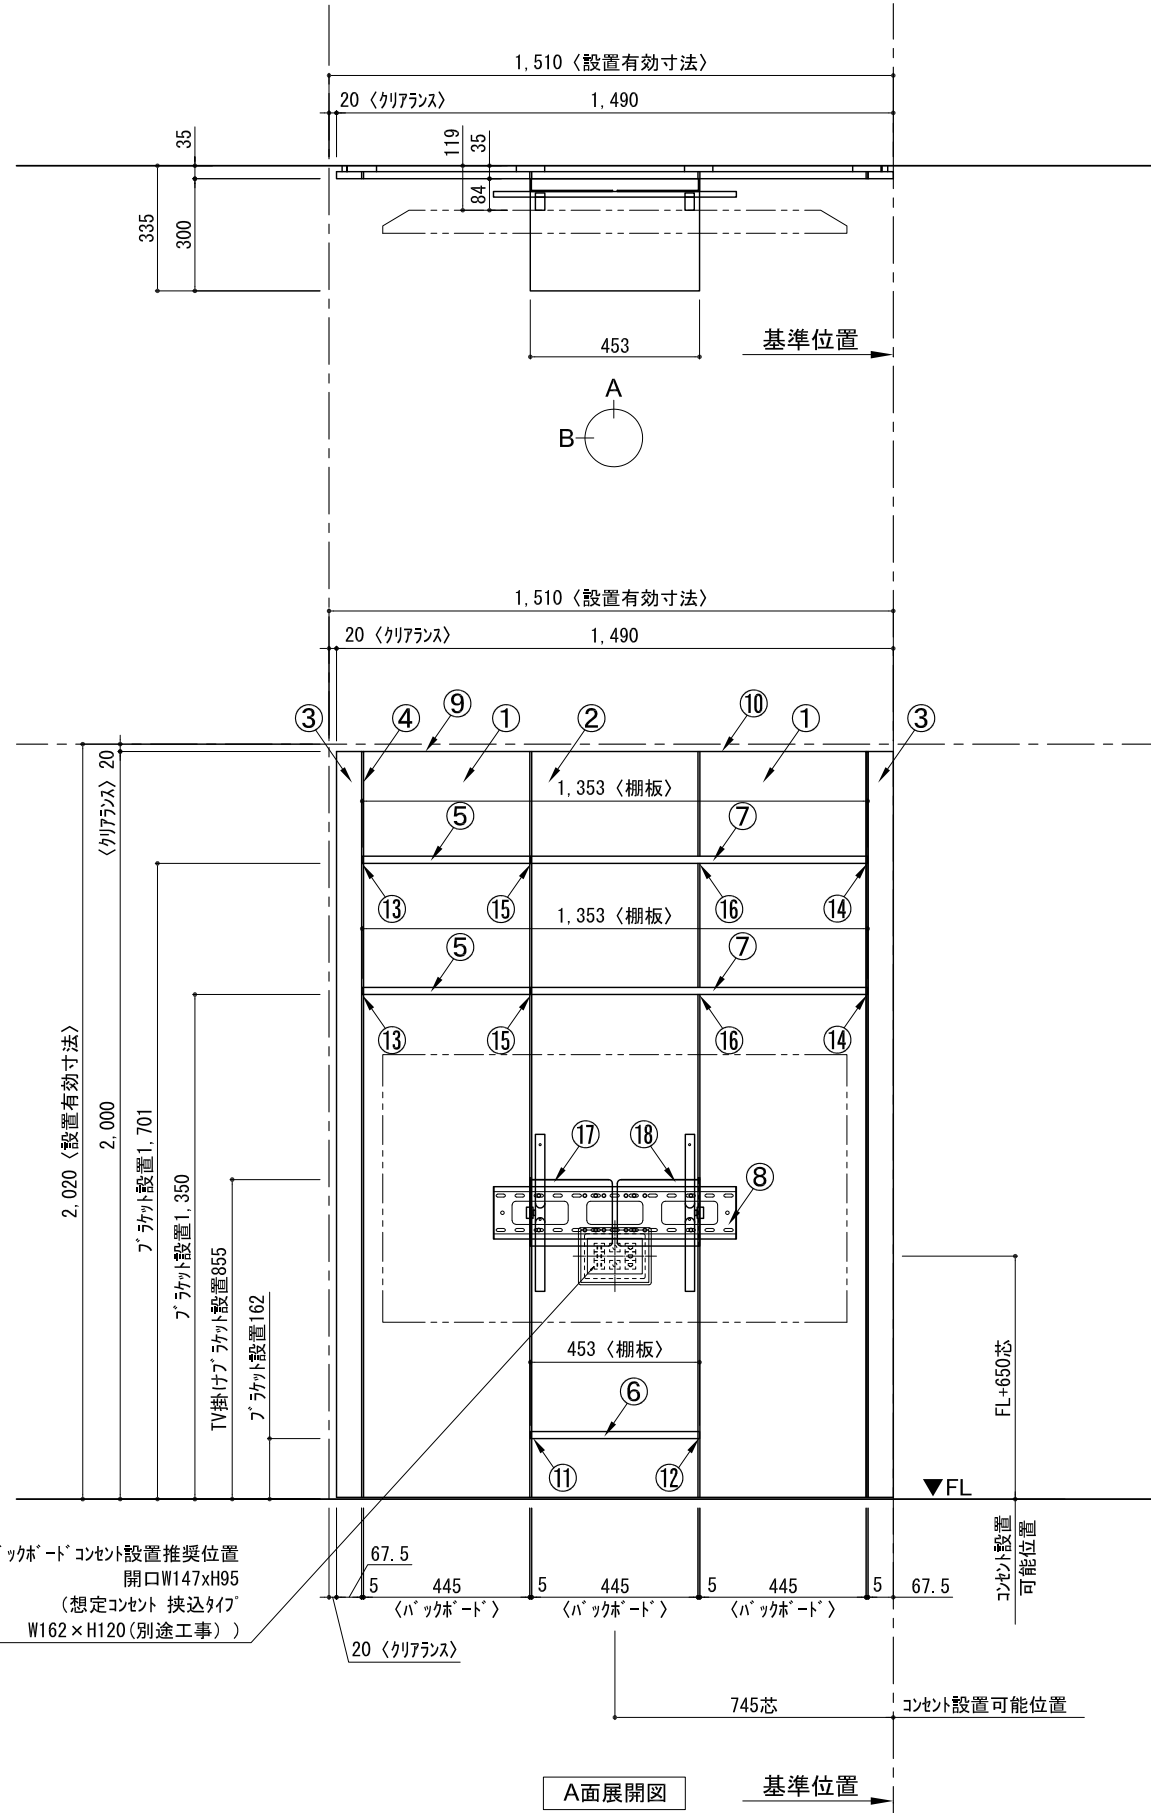 1,510〈設置有効寸法〉
20〈クリアランス〉
1,490
35
119
35
84
335
300
453
基準位置
A
B
1,510〈設置有効寸法〉
20〈クリアランス〉
1,490
③
④
⑨
①
②
⑩
①
③
〈クリアランス〉20
1,353〈棚板〉
⑤
⑦
⑬
⑮
⑯
⑭
1,353〈棚板〉
⑤
⑦
⑬
⑮
⑯
⑭
2,020〈設置有効寸法〉
2,000
ブラケット設置1,701
ブラケット設置1,350
TV掛けブラケット設置855
ブラケット設置162
⑰
⑱
⑧
453〈棚板〉
⑥
⑪
⑫
FL+650芯
▼FL
コンセント設置
可能位置
ックボードコンセント設置推奨位置
開口W147xH95
(想定コンセント 挟込タイプ
W162×H120(別途工事))
67.5
5
445
5
445
5
445
5
67.5
〈バックボード〉
〈バックボード〉
〈バックボード〉
20〈クリアランス〉
745芯
コンセント設置可能位置
A面展開図
基準位置